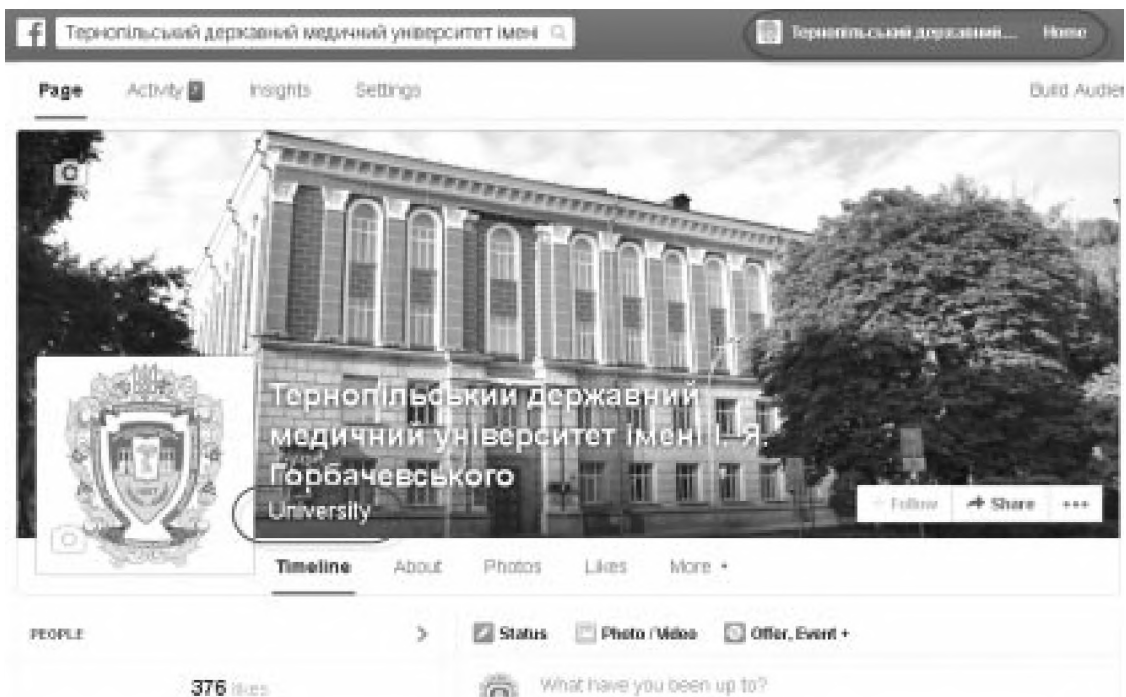 f Тернопільський державний медичний університет імені
Тернопільський державний.... Home
Page Activity Insights Settings
Build Audien
Тернопільський державний
медичний університет імені І. Я.
Горбачевського
University
Follow Share •••
Timeline About Photos Likes More
PEOPLE >
Status Photo / Video Offer, Event +
376 likes
What have you been up to?